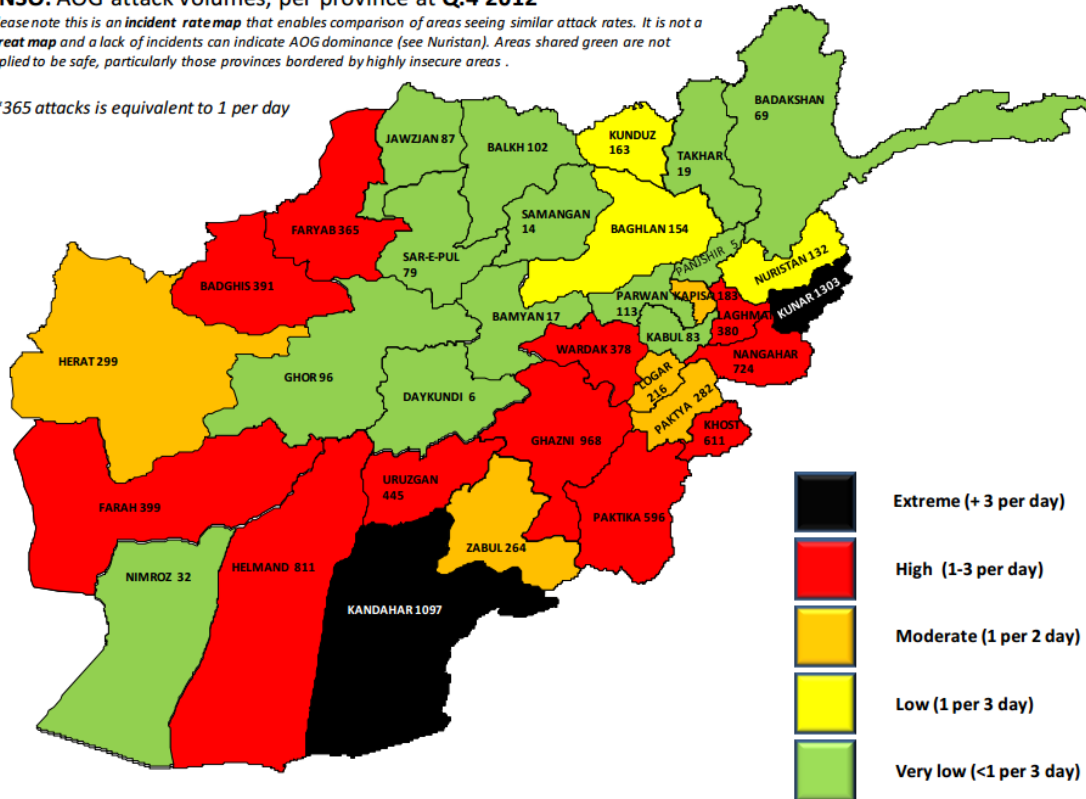 NSO: AOG attack volumes, per province at Q.4 2012
ease note this is an incident rate map that enables comparison of areas seeing similar attack rates. It is not a
reat map and a lack of incidents can indicate AOG dominance (see Nuristan). Areas shared green are not
plied to be safe, particularly those provinces bordered by highly insecure areas .
365 attacks is equivalent to 1 per day
BADAKSHAN
69
KUNDUZ
163
JAWZJAN 87
BALKH 102
TAKHAR
19
SAMANGAN
14
FARYAB 365
BAGHLAN 154
PANJSHIR 5
NURISTAN 132
SAR-E-PUL
79
BADGHIS 391
PARWAN
113
KAPISA 183
KUNAR 1303
BAMYAN 17
LAGHMA
380
KABUL 83
WARDAK 378
NANGAHAR
724
HERAT 299
GHOR 96
LOGAR
216
DAYKUNDI 6
PAKTYA 282
KHOST
611
GHAZNI 968
URUZGAN
445
FARAH 399
PAKTIKA 596
ZABUL 264
NIMROZ 32
HELMAND 811
KANDAHAR 1097
Extreme (+ 3 per day)
High (1-3 per day)
Moderate (1 per 2 day)
Low (1 per 3 day)
Very low (<1 per 3 day)